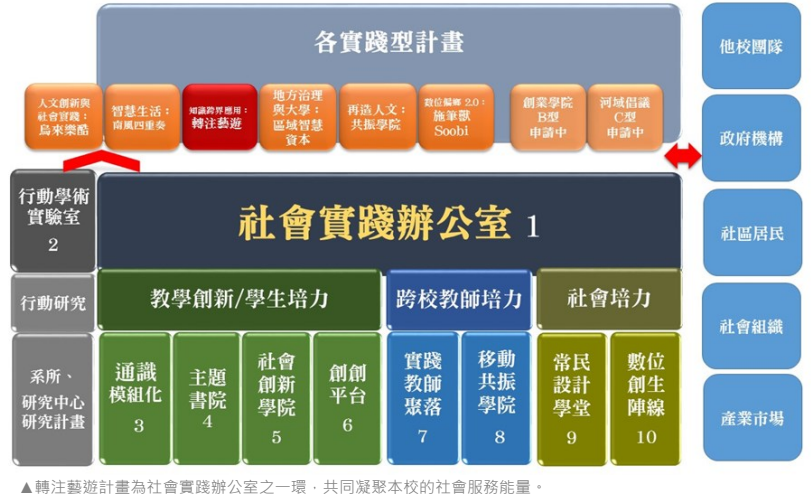 各實踐型計畫
人文創新與
社會實踐：
烏來樂酷
智慧生活：
南風四重奏
知識跨界應用：
轉注藝遊
地方治理
與大學：
區域智慧
資本
再造人文：
共振學院
數位偏鄉 2.0：
施筆獸
Soobi
創業學院
B型
申請中
河域倡議
C型
申請中
行動學術
實驗室
2
社會實踐辦公室 1
行動研究
教學創新/學生培力
跨校教師培力
社會培力
系所、
研究中心
研究計畫
通識
模組化
3
主題
書院
4
社會
創新
學院
5
創創
平台
6
實踐
教師
聚落
7
移動
共振
學院
8
常民
設計
學堂
9
數位
創生
陣線
10
他校團隊
政府機構
社區居民
社會組織
產業市場
▲轉注藝遊計畫為社會實踐辦公室之一環，共同凝聚本校的社會服務能量。